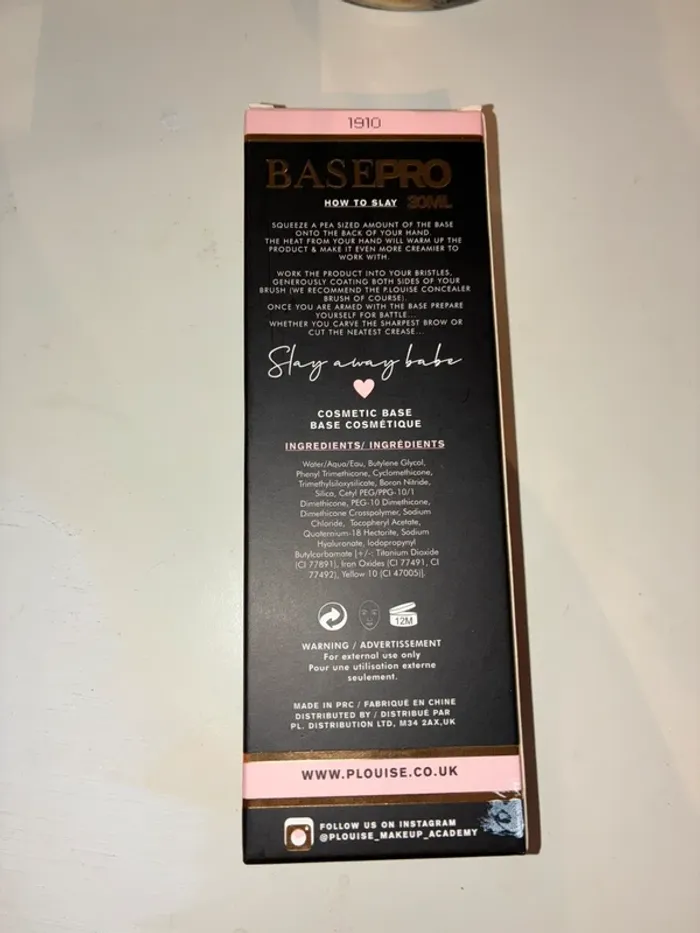 1910
BASEPRO
HOW TO SLAY 30ML
SQUEEZE A PEA SIZED AMOUNT OF THE BASE
ONTO THE BACK OF YOUR HAND.
THE HEAT FROM YOUR HAND WILL WARM UP THE
PRODUCT & MAKE IT EVEN MORE CREAMIER TO
WORK WITH.
WORK THE PRODUCT INTO YOUR BRISTLES,
GENEROUSLY COATING BOTH SIDES OF YOUR
BRUSH (WE RECOMMEND THE P.LOUISE CONCEALER
BRUSH OF COURSE).
ONCE YOU ARE ARMED WITH THE BASE PREPARE
YOURSELF FOR BATTLE...
WHETHER YOU CARVE THE SHARPEST BROW OR
CUT THE NEATEST CREASE...
Slay away babe
COSMETIC BASE
BASE COSMÉTIQUE
INGREDIENTS/ INGRÉDIENTS
Water/Aqua/Eau, Butylene Glycol,
Phenyl Trimethicone, Cyclomethicone,
Trimethylsiloxysilicate, Boron Nitride,
Silica, Cetyl PEG/PPG-10/1
Dimethicone, PEG-10 Dimethicone,
Dimethicone Crosspolymer, Sodium
Chloride, Tocopheryl Acetate,
Quaternium-18 Hectorite, Sodium
Hyaluronate, Iodopropynyl
Butylcarbamate [+/-: Titanium Dioxide
(CI 77891), Iron Oxides (CI 77491, CI
77492), Yellow 10 (CI 47005)].
12M
WARNING / ADVERTISSEMENT
For external use only
Pour une utilisation externe
seulement.
MADE IN PRC / FABRIQUÉ EN CHINE
DISTRIBUTED BY / DISTRIBUÉ PAR
PL. DISTRIBUTION LTD, M34 2AX,UK
WWW.PLOUISE.CO.UK
FOLLOW US ON INSTAGRAM
@PLOUISE_MAKEUP_ACADEMY